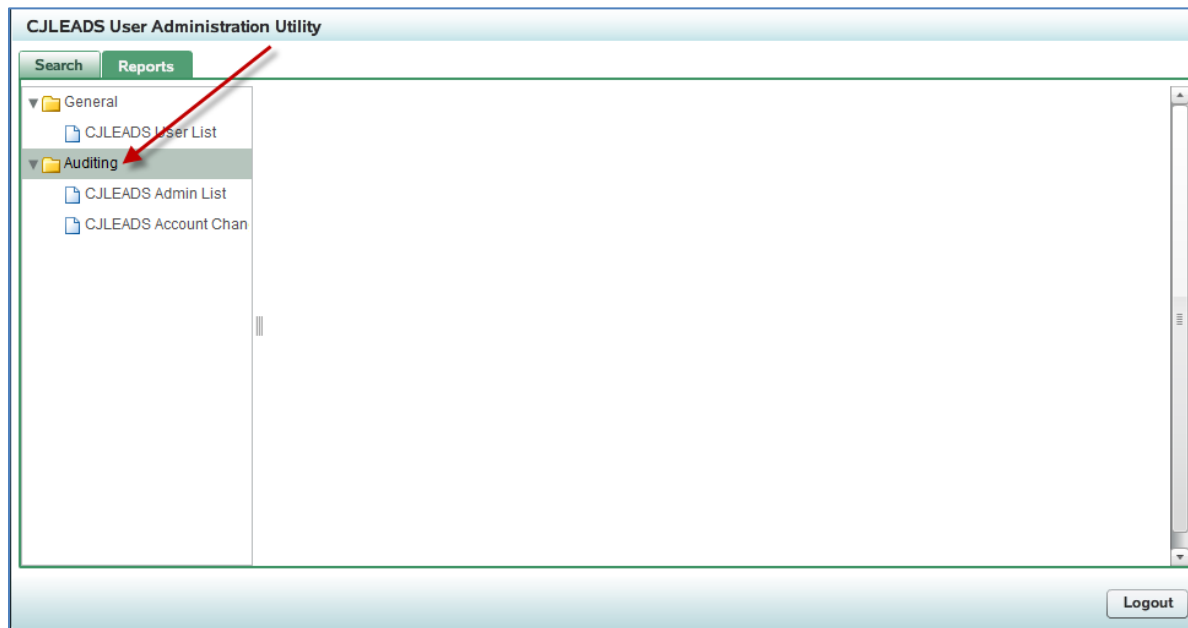 CJLEADS User Administration Utility
Search Reports
General
CJLEADS User List
Auditing
CJLEADS Admin List
CJLEADS Account Chan
Logout